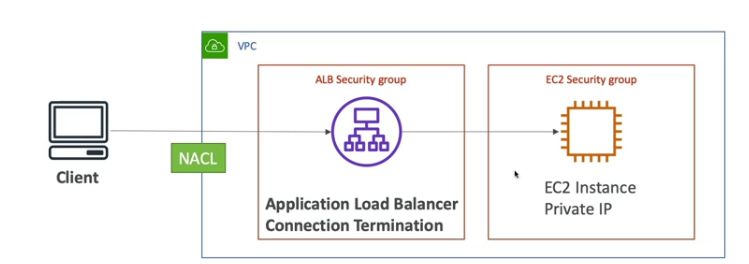 VPC
ALB Security group
EC2 Security group
NACL
Client
Application Load Balancer
Connection Termination
EC2 Instance
Private IP